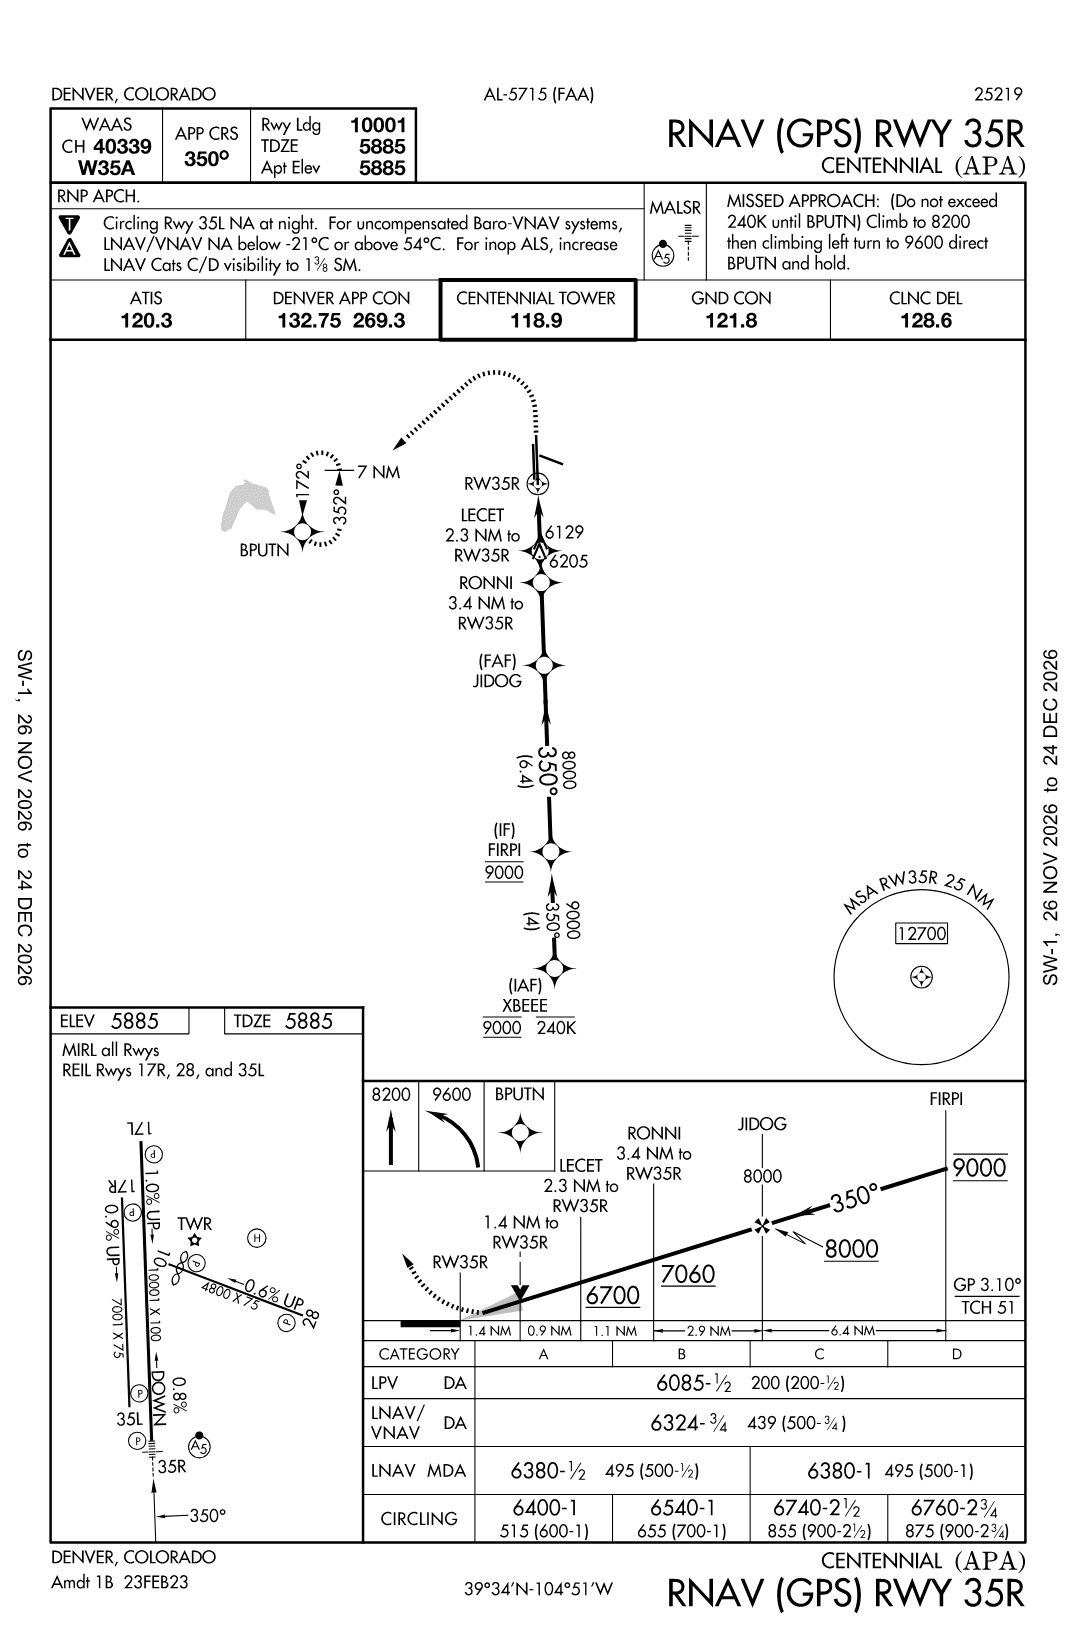 DENVER, COLORADO
AL-5715 (FAA)
25219
WAAS
CH 40339
W35A
APP CRS
350°
Rwy Ldg 10001
TDZE 5885
Apt Elev 5885
RNAV (GPS) RWY 35R
CENTENNIAL (APA)
RNP APCH.
T
A
Circling Rwy 35L NA at night. For uncompensated Baro-VNAV systems,
LNAV/VNAV NA below -21°C or above 54°C. For inop ALS, increase
LNAV Cats C/D visibility to 1⅜ SM.
MALSR
A5
MISSED APPROACH: (Do not exceed
240K until BPUTN) Climb to 8200
then climbing left turn to 9600 direct
BPUTN and hold.
ATIS
120.3
DENVER APP CON
132.75 269.3
CENTENNIAL TOWER
118.9
GND CON
121.8
CLNC DEL
128.6
172°
7 NM
352°
BPUTN
RW35R
LECET
2.3 NM to
RW35R
6129
6205
RONNI
3.4 NM to
RW35R
(FAF)
JIDOG
8000
350°
(6.4)
(IF)
FIRPI
9000
9000
350°
(4)
(IAF)
XBEEE
9000 240K
MSA RW35R 25 NM
12700
SW-1, 26 NOV 2026 to 24 DEC 2026
SW-1, 26 NOV 2026 to 24 DEC 2026
ELEV 5885
TDZE 5885
MIRL all Rwys
REIL Rwys 17R, 28, and 35L
17L
P
17R
P
1.0% UP
0.9% UP
TWR
H
10
P
0.6% UP
4800 X 75
28
P
10001 X 100
7001 X 75
0.8%
DOWN
P
35L
P
A5
35R
350°
8200
9600
BPUTN
FIRPI
JIDOG
RONNI
3.4 NM to
RW35R
LECET
2.3 NM to
RW35R
1.4 NM to
RW35R
RW35R
8000
9000
350°
8000
7060
6700
GP 3.10°
TCH 51
1.4 NM
0.9 NM
1.1 NM
2.9 NM
6.4 NM
CATEGORY A B C D
LPV DA 6085-½ 200 (200-½)
LNAV/
VNAV DA 6324-¾ 439 (500-¾)
LNAV MDA 6380-½ 495 (500-½) 6380-1 495 (500-1)
CIRCLING
6400-1
515 (600-1)
6540-1
655 (700-1)
6740-2½
855 (900-2½)
6760-2¾
875 (900-2¾)
DENVER, COLORADO
Amdt 1B 23FEB23
39°34'N-104°51'W
CENTENNIAL (APA)
RNAV (GPS) RWY 35R